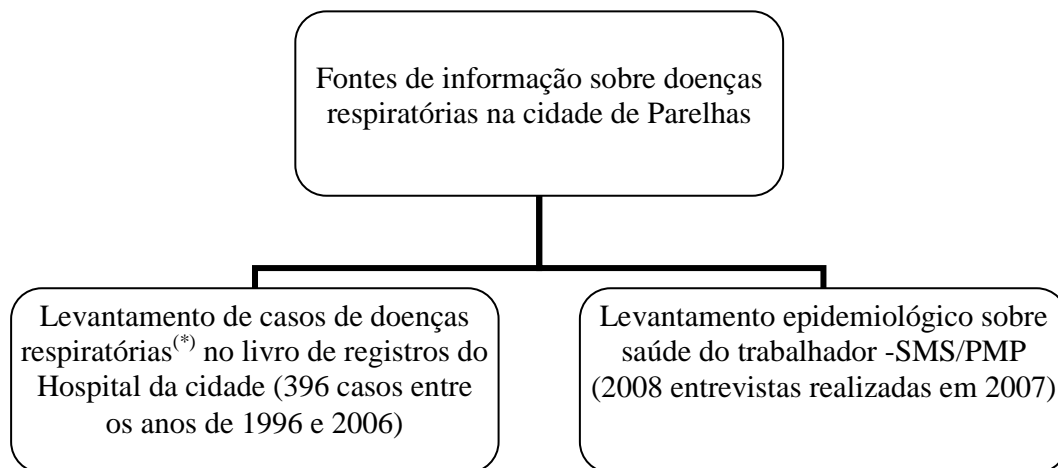 Fontes de informação sobre doenças
respiratórias na cidade de Parelhas
Levantamento de casos de doenças
respiratórias(*) no livro de registros do
Hospital da cidade (396 casos entre
os anos de 1996 e 2006)
Levantamento epidemiológico sobre
saúde do trabalhador -SMS/PMP
(2008 entrevistas realizadas em 2007)